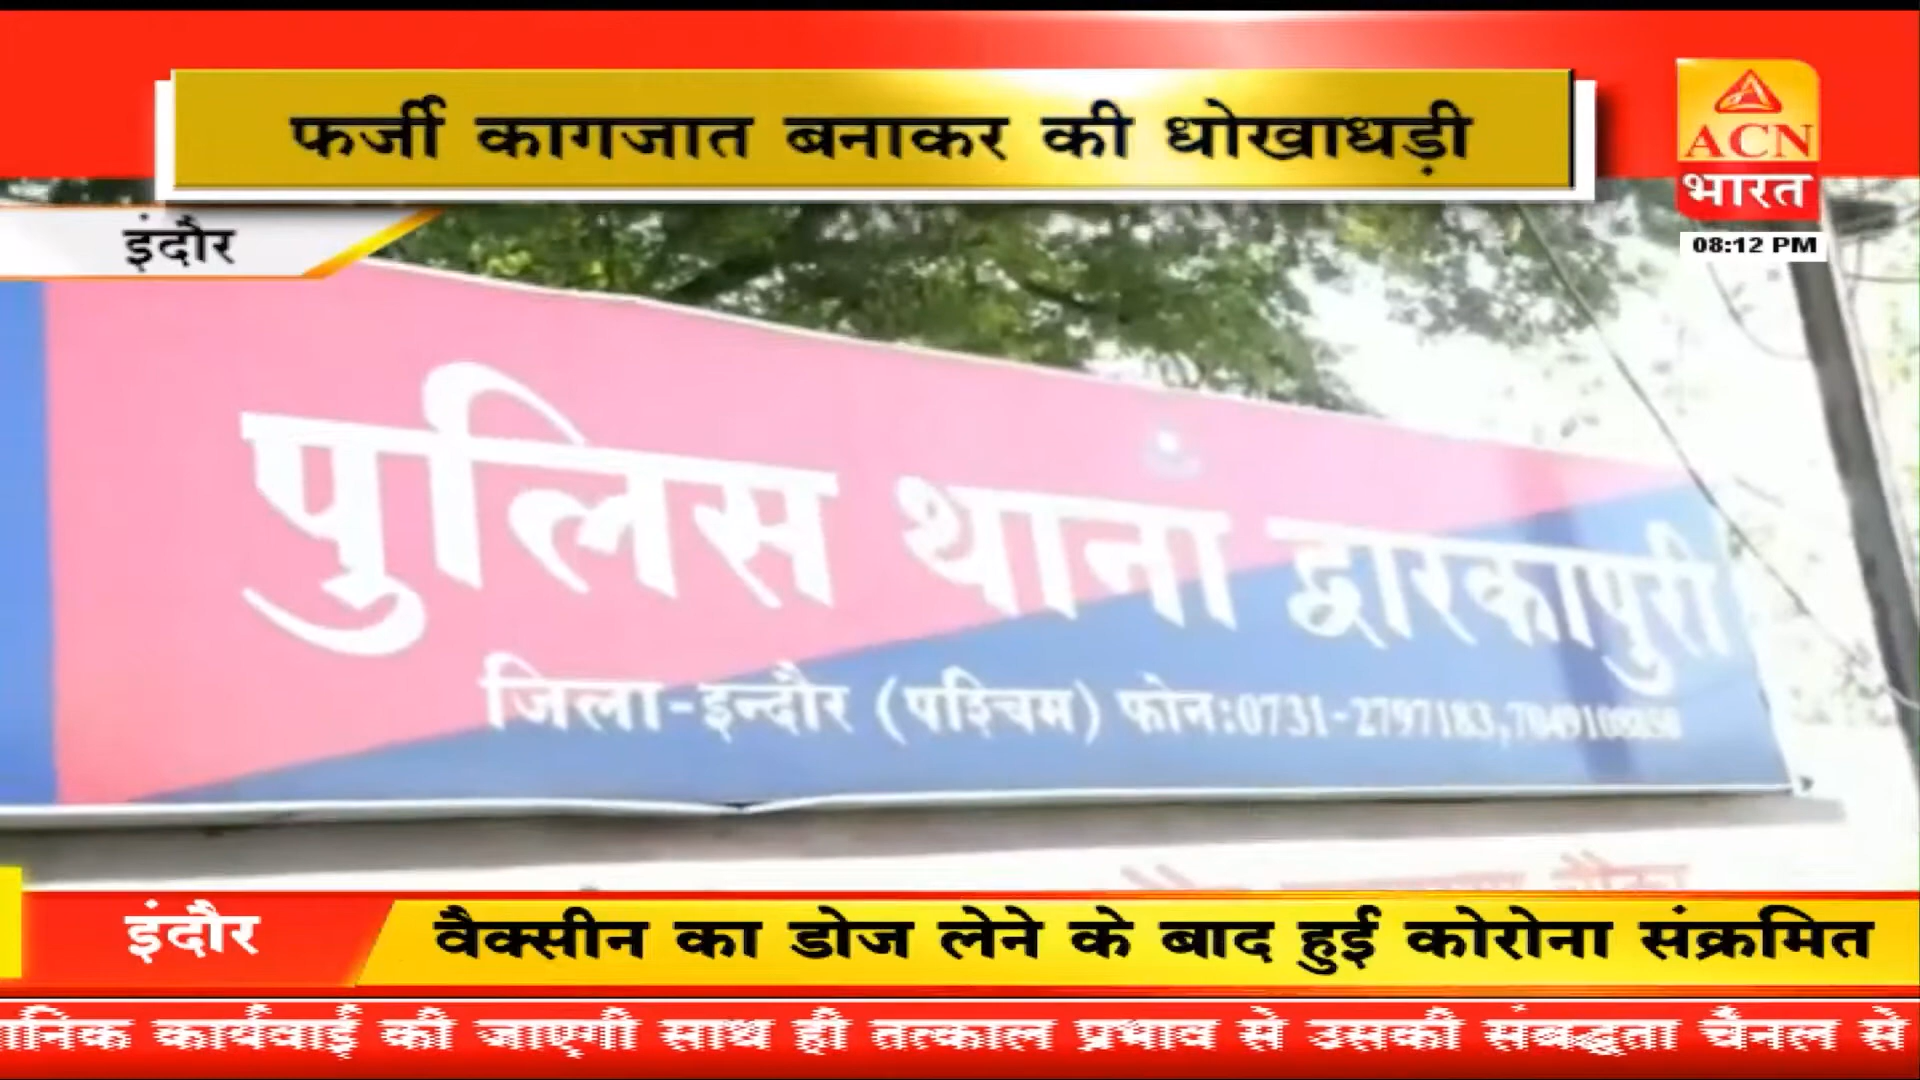 फर्जी कागजात बनाकर की धोखाधड़ी
ACN
भारत
08:12 PM
इंदौर
पुलिस थाना द्वारकापुरी
जिला-इन्दौर (पश्चिम) फोन:0731-2797183,
इंदौर
वैक्सीन का डोज लेने के बाद हुई कोरोना संक्रमित
कार्यवाई की जाएगी साथ ही तत्काल प्रभाव से उसकी संबद्धता चैनल से